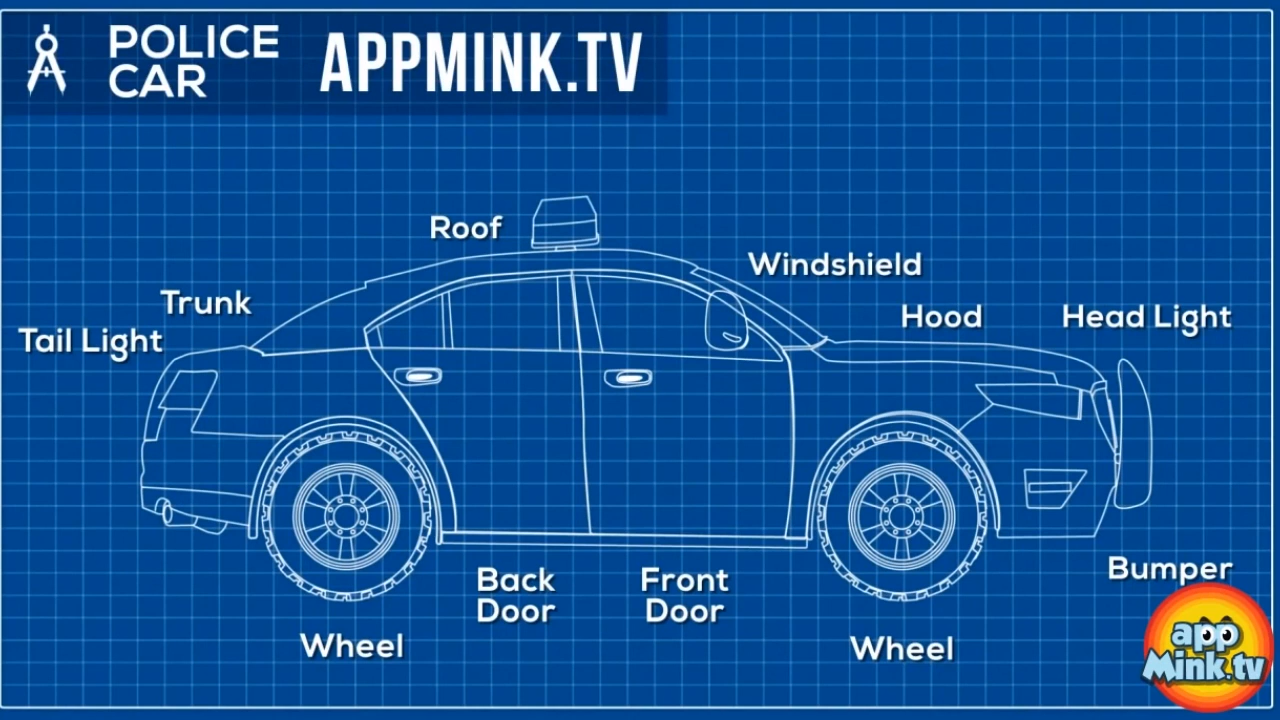 POLICE
CAR
APPMINK.TV
Roof
Windshield
Trunk
Hood
Head Light
Tail Light
Back
Door
Front
Door
Bumper
Wheel
Wheel
app
Mink.tv